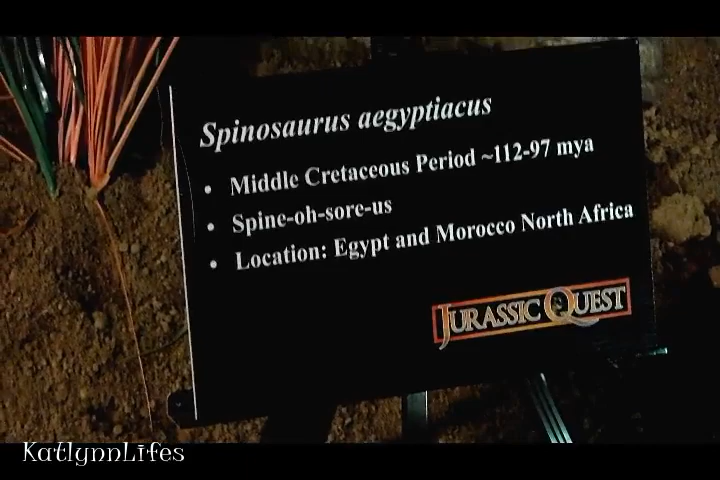 Spinosaurus aegyptiacus
• Middle Cretaceous Period ~112-97 mya
• Spine-oh-sore-us
• Location: Egypt and Morocco North Africa
JURASSIC QUEST
KatlynnLifes